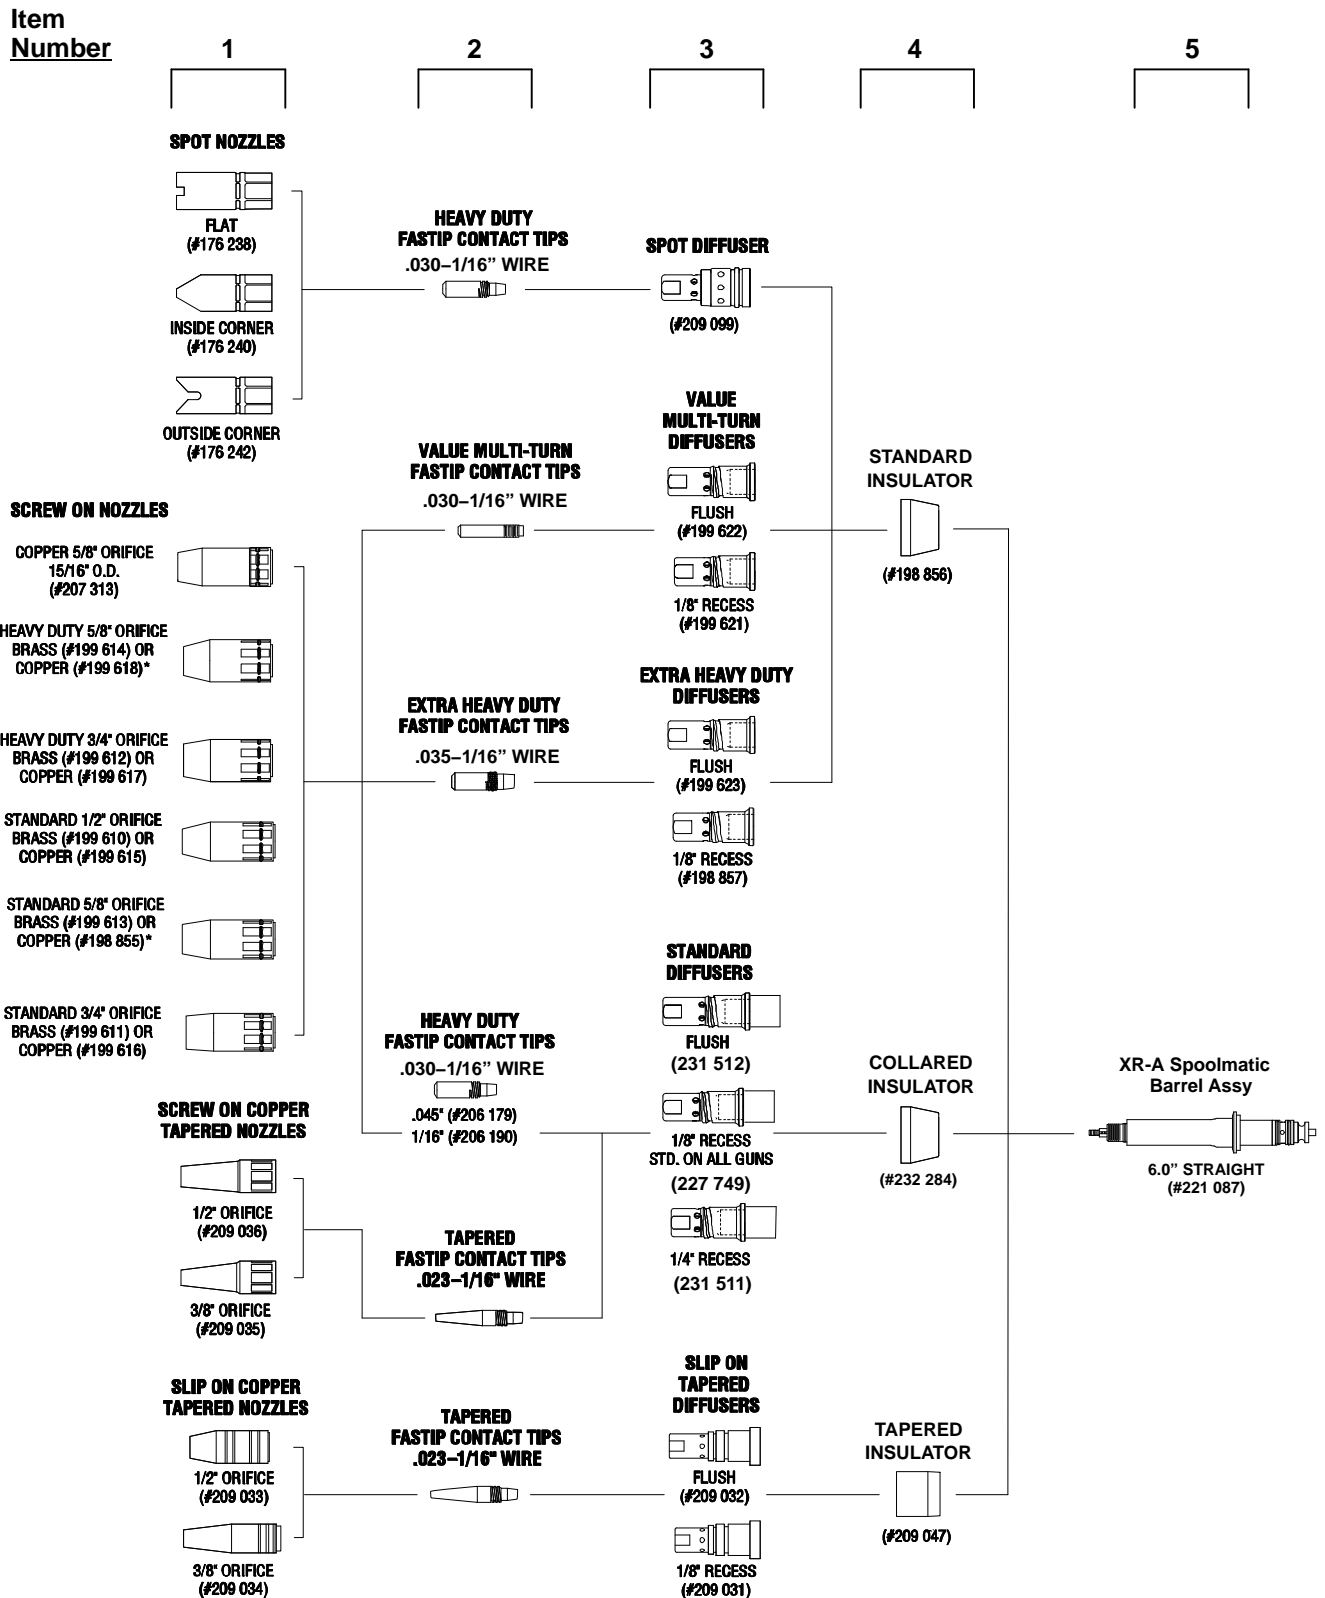 Item
Number 1 2 3 4 5
SPOT NOZZLES
FLAT
(#176 238)
INSIDE CORNER
(#176 240)
OUTSIDE CORNER
(#176 242)
SCREW ON NOZZLES
COPPER 5/8" ORIFICE
15/16" O.D.
(#207 313)
HEAVY DUTY 5/8" ORIFICE
BRASS (#199 614) OR
COPPER (#199 618)*
HEAVY DUTY 3/4" ORIFICE
BRASS (#199 612) OR
COPPER (#199 617)
STANDARD 1/2" ORIFICE
BRASS (#199 610) OR
COPPER (#199 615)
STANDARD 5/8" ORIFICE
BRASS (#199 613) OR
COPPER (#198 855)*
STANDARD 3/4" ORIFICE
BRASS (#199 611) OR
COPPER (#199 616)
SCREW ON COPPER
TAPERED NOZZLES
1/2" ORIFICE
(#209 036)
3/8" ORIFICE
(#209 035)
SLIP ON COPPER
TAPERED NOZZLES
1/2" ORIFICE
(#209 033)
3/8" ORIFICE
(#209 034)
HEAVY DUTY
FASTIP CONTACT TIPS
.030–1/16” WIRE
VALUE MULTI-TURN
FASTIP CONTACT TIPS
.030–1/16” WIRE
EXTRA HEAVY DUTY
FASTIP CONTACT TIPS
.035–1/16” WIRE
HEAVY DUTY
FASTIP CONTACT TIPS
.030–1/16” WIRE
.045" (#206 179)
1/16" (#206 190)
TAPERED
FASTIP CONTACT TIPS
.023–1/16" WIRE
TAPERED
FASTIP CONTACT TIPS
.023–1/16" WIRE
SPOT DIFFUSER
(#209 099)
VALUE
MULTI-TURN
DIFFUSERS
FLUSH
(#199 622)
1/8" RECESS
(#199 621)
EXTRA HEAVY DUTY
DIFFUSERS
FLUSH
(#199 623)
1/8" RECESS
(#198 857)
STANDARD
DIFFUSERS
FLUSH
(231 512)
1/8" RECESS
STD. ON ALL GUNS
(227 749)
1/4" RECESS
(231 511)
SLIP ON
TAPERED
DIFFUSERS
FLUSH
(#209 032)
1/8" RECESS
(#209 031)
STANDARD
INSULATOR
(#198 856)
COLLARED
INSULATOR
(#232 284)
TAPERED
INSULATOR
(#209 047)
XR-A Spoolmatic
Barrel Assy
6.0” STRAIGHT
(#221 087)